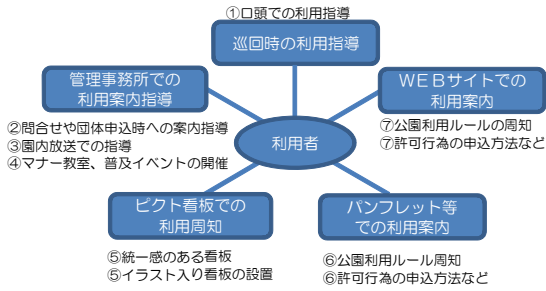 ①口頭での利用指導
巡回時の利用指導
管理事務所での
利用案内指導
②問合せや団体申込時への案内指導
③園内放送での指導
④マナー教室、普及イベントの開催
WEBサイトでの
利用案内
⑦公園利用ルールの周知
⑦許可行為の申込方法など
利用者
ピクト看板での
利用周知
⑤統一感のある看板
⑤イラスト入り看板の設置
パンフレット等
での利用案内
⑥公園利用ルール周知
⑥許可行為の申込方法など